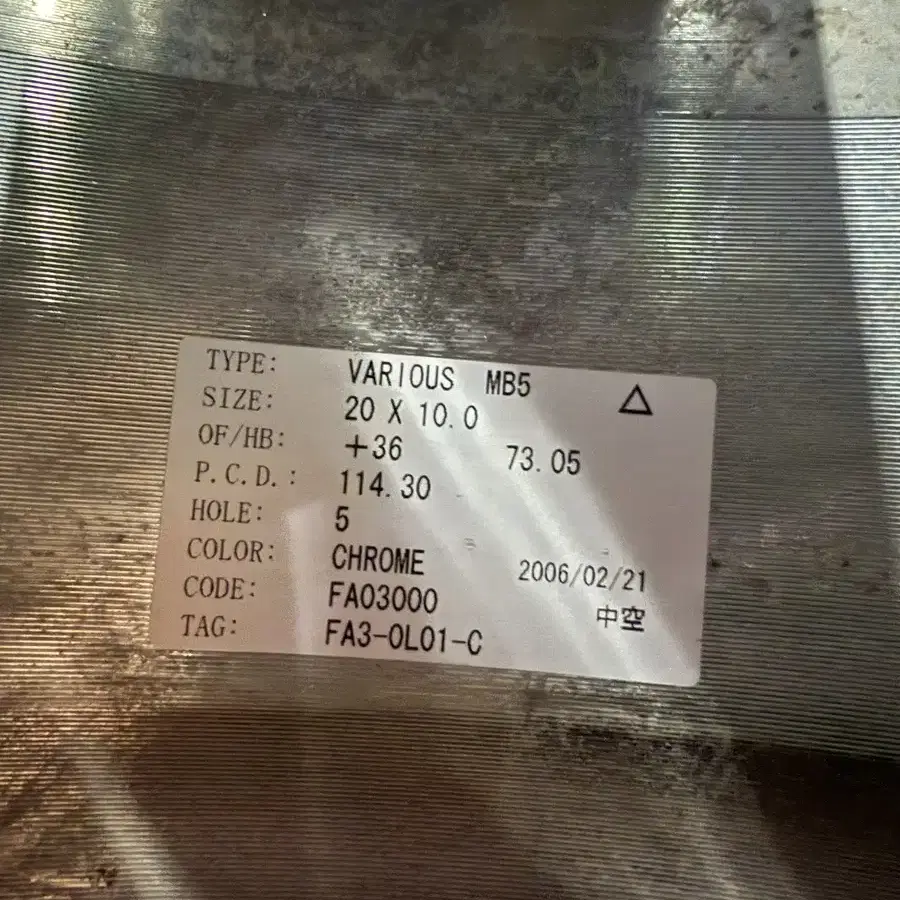 TYPE: VARIOUS MB5 △
SIZE: 20 X 10.0
OF/HB: +36 73.05
P.C.D.: 114.30
HOLE: 5
COLOR: CHROME 2006/02/21
CODE: FA03000 中空
TAG: FA3-0L01-C